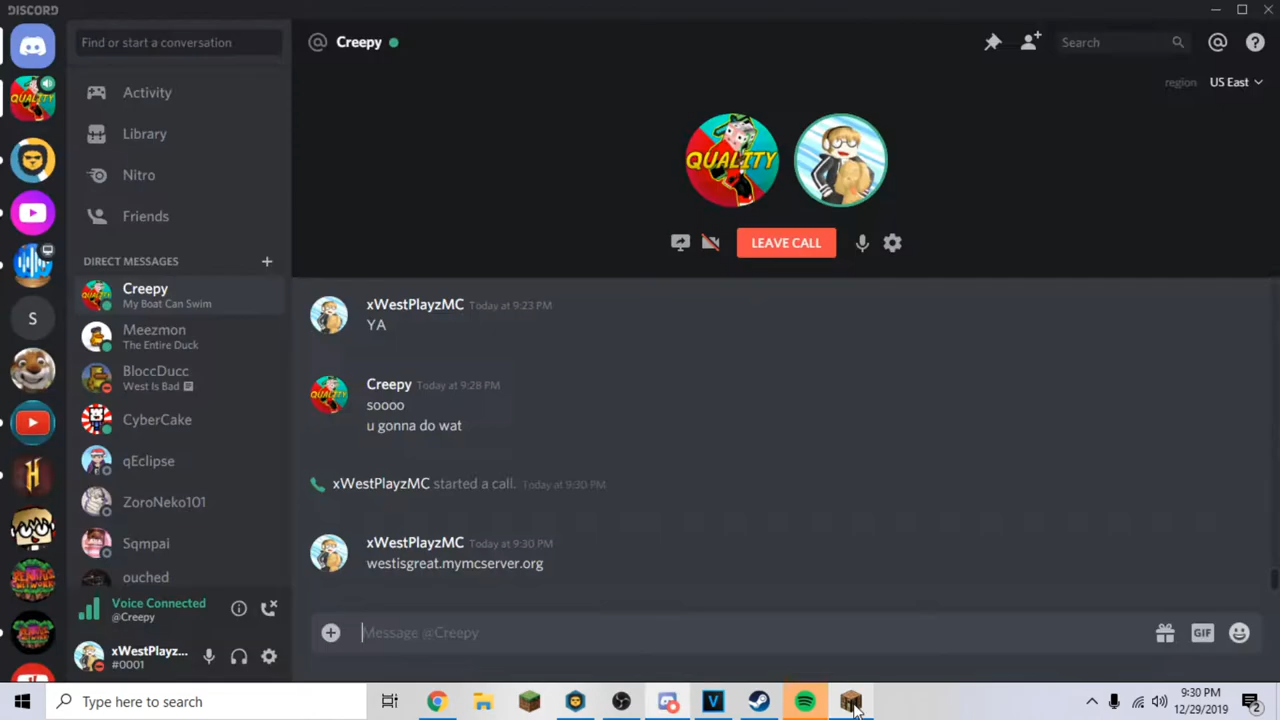 DISCORD
Find or start a conversation
Creepy
Search
region US East
QUALITY
Activity
Library
Nitro
Friends
DIRECT MESSAGES
Creepy
My Boat Can Swim
Meezmon
The Entire Duck
BloccDucc
West Is Bad
CyberCake
qEclipse
ZoroNeko101
Sqmpai
ouched
S
QUALITY
LEAVE CALL
xWestPlayzMC Today at 9:23 PM
YA
Creepy Today at 9:28 PM
soooo
u gonna do wat
xWestPlayzMC started a call. Today at 9:30 PM
xWestPlayzMC Today at 9:30 PM
westisgreat.mymcserver.org
Message @Creepy
GIF
Voice Connected
@Creepy
xWestPlayz...
#0001
Type here to search
9:30 PM
12/29/2019
2